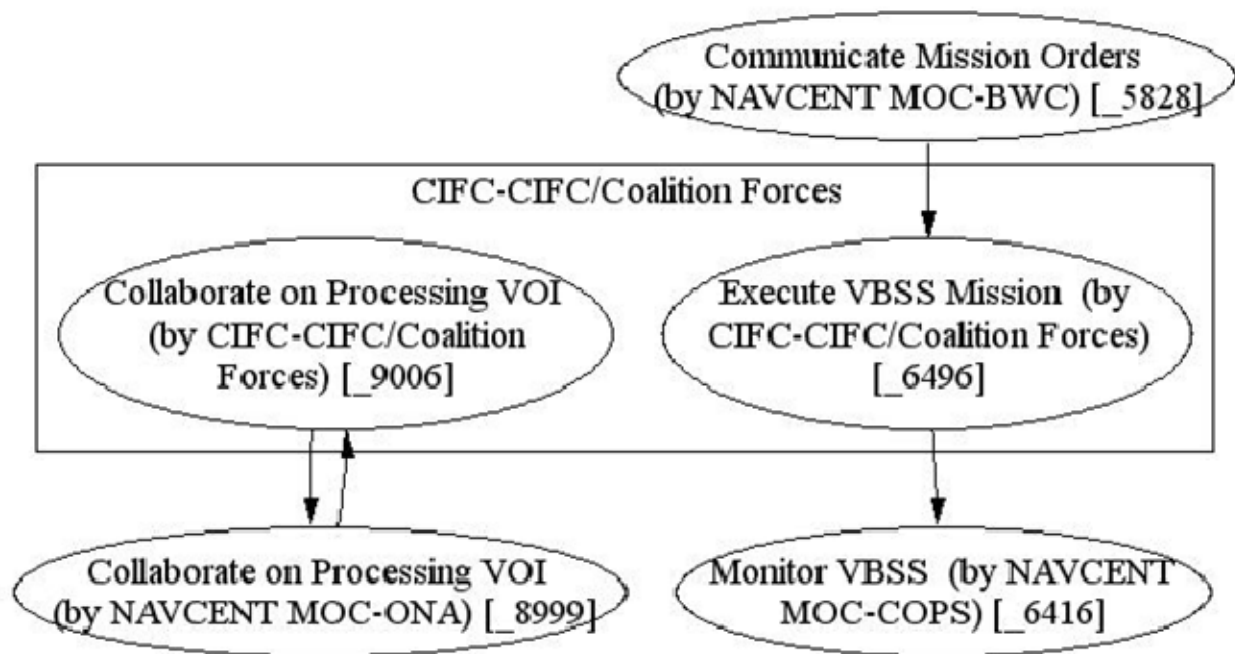 Communicate Mission Orders
(by NAVCENT MOC-BWC) [_5828]
CIFC-CIFC/Coalition Forces
Collaborate on Processing VOI
(by CIFC-CIFC/Coalition
Forces) [_9006]
Execute VBSS Mission (by
CIFC-CIFC/Coalition Forces)
[_6496]
Collaborate on Processing VOI
(by NAVCENT MOC-ONA) [_8999]
Monitor VBSS (by NAVCENT
MOC-COPS) [_6416]